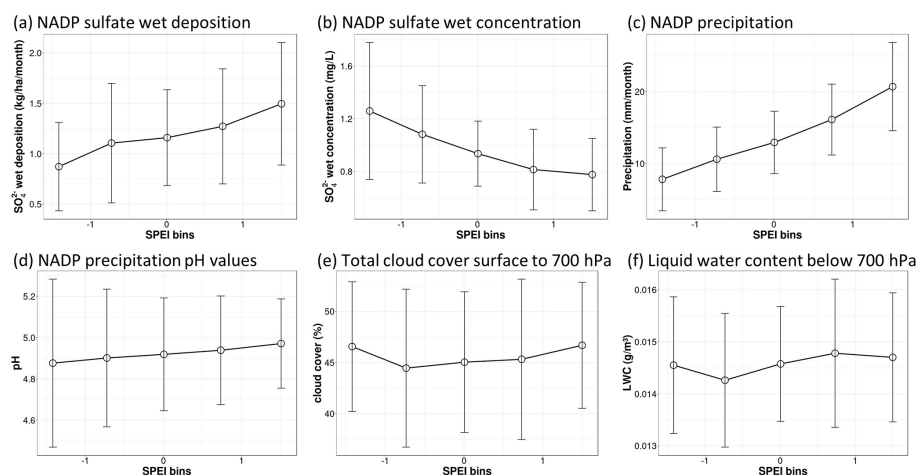 (a) NADP sulfate wet deposition
SO₄²⁻ wet deposition (kg/ha/month)
2.0
1.5
1.0
0.5
-1 0 1
SPEI bins
(b) NADP sulfate wet concentration
SO₄²⁻ wet concentration (mg/L)
1.6
1.2
0.8
-1 0 1
SPEI bins
(c) NADP precipitation
Precipitation (mm/month)
20
10
-1 0 1
SPEI bins
(d) NADP precipitation pH values
pH
5.2
5.0
4.8
4.6
-1 0 1
SPEI bins
(e) Total cloud cover surface to 700 hPa
cloud cover (%)
50
45
40
-1 0 1
SPEI bins
(f) Liquid water content below 700 hPa
LWC (g/m³)
0.016
0.015
0.014
0.013
-1 0 1
SPEI bins